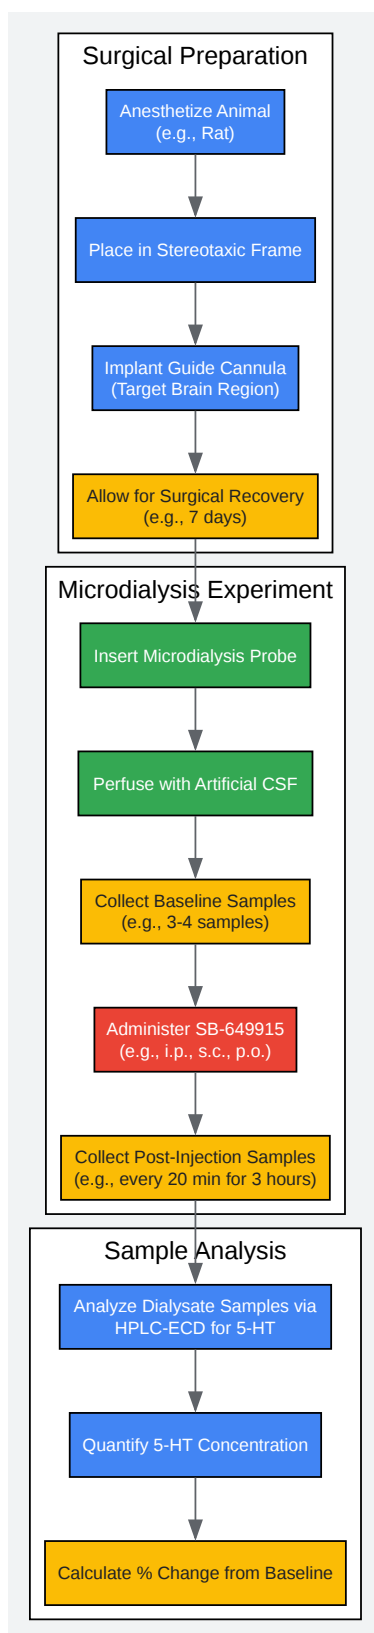 Surgical Preparation
Anesthetize Animal
(e.g., Rat)
Place in Stereotaxic Frame
Implant Guide Cannula
(Target Brain Region)
Allow for Surgical Recovery
(e.g., 7 days)
Microdialysis Experiment
Insert Microdialysis Probe
Perfuse with Artificial CSF
Collect Baseline Samples
(e.g., 3-4 samples)
Administer SB-649915
(e.g., i.p., s.c., p.o.)
Collect Post-Injection Samples
(e.g., every 20 min for 3 hours)
Sample Analysis
Analyze Dialysate Samples via
HPLC-ECD for 5-HT
Quantify 5-HT Concentration
Calculate % Change from Baseline